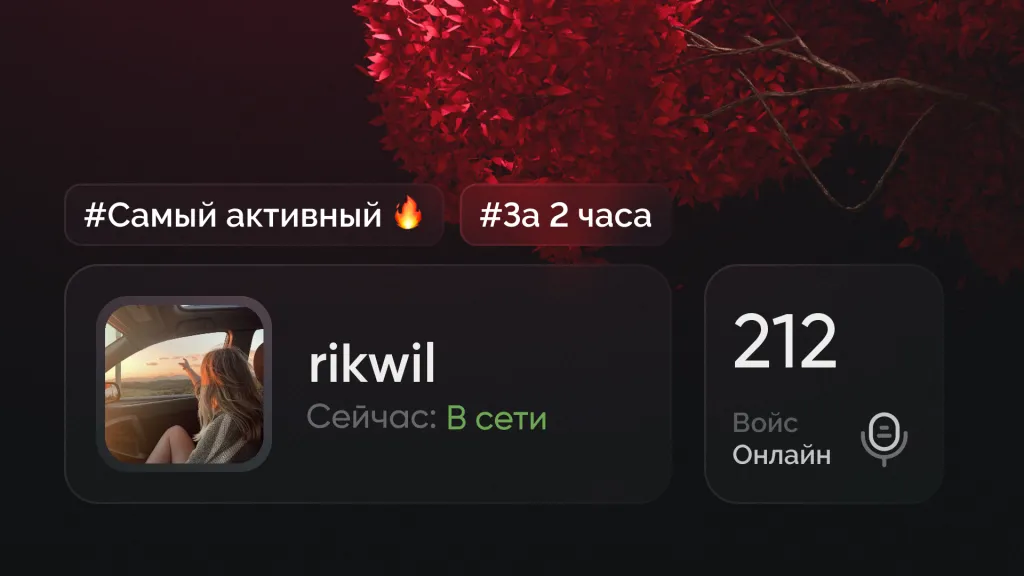 #Самый активный 🔥 #За 2 часа
rikwil
Сейчас: В сети
212
Войс
Онлайн